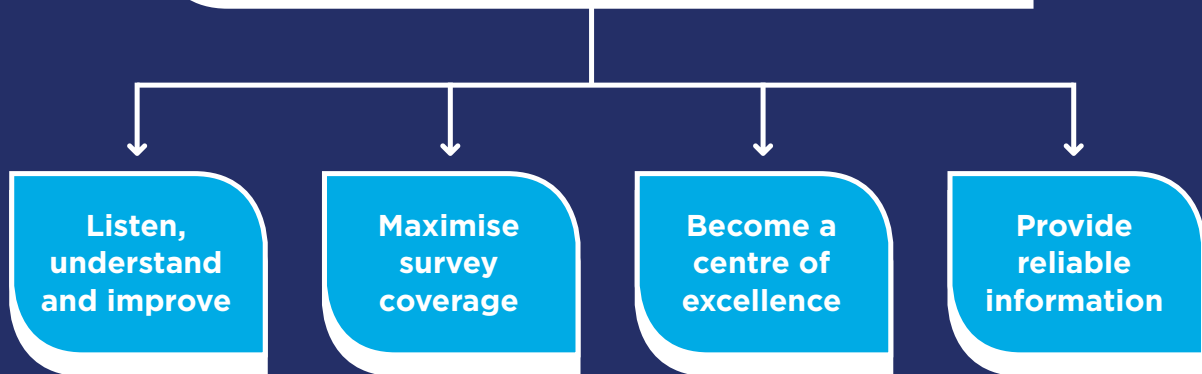 Listen,
understand
and improve
Maximise
survey
coverage
Become a
centre of
excellence
Provide
reliable
information